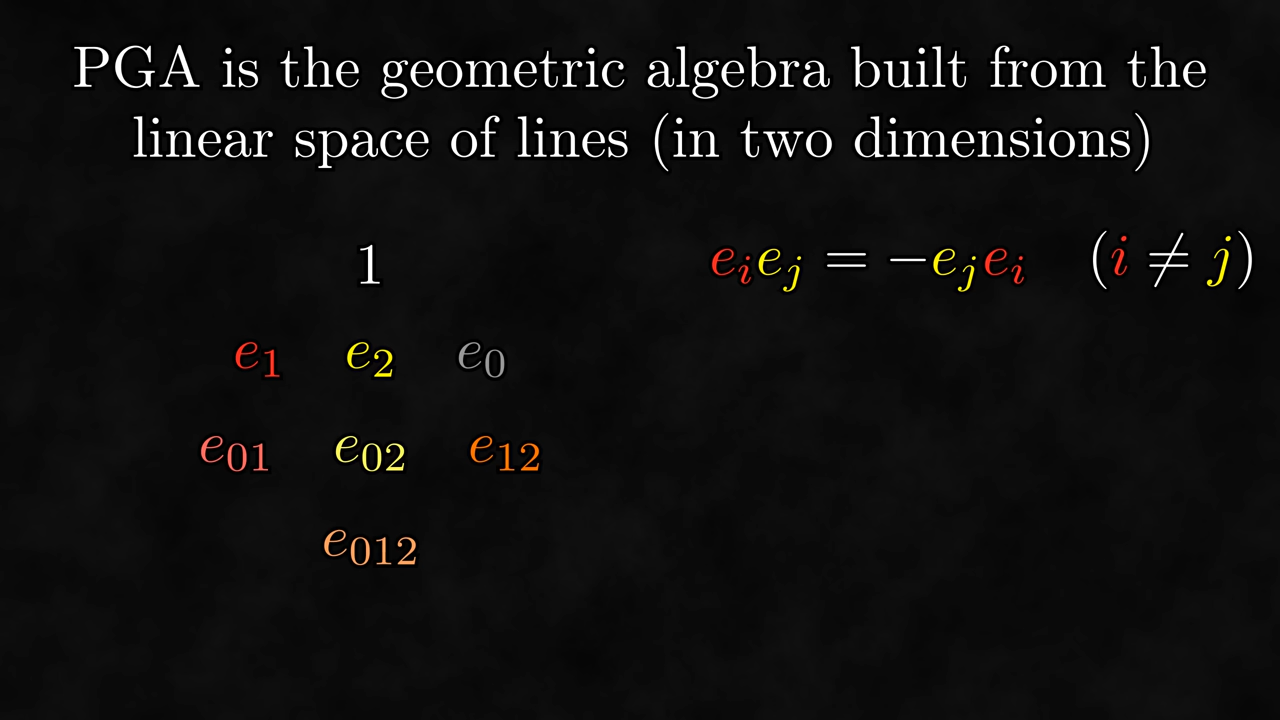 PGA is the geometric algebra built from the
linear space of lines (in two dimensions)
1
e₁ e₂ e₀
e₀₁ e₀₂ e₁₂
e₀₁₂
eᵢeⱼ = −eⱼeᵢ (i ≠ j)